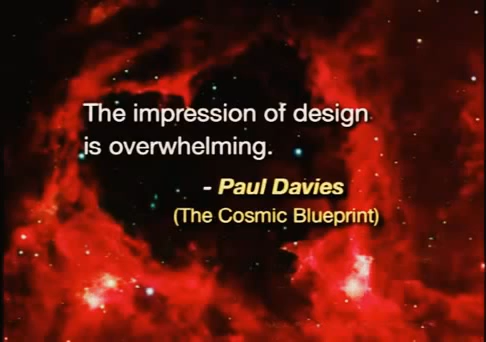 The impression of design
is overwhelming.
- Paul Davies
(The Cosmic Blueprint)